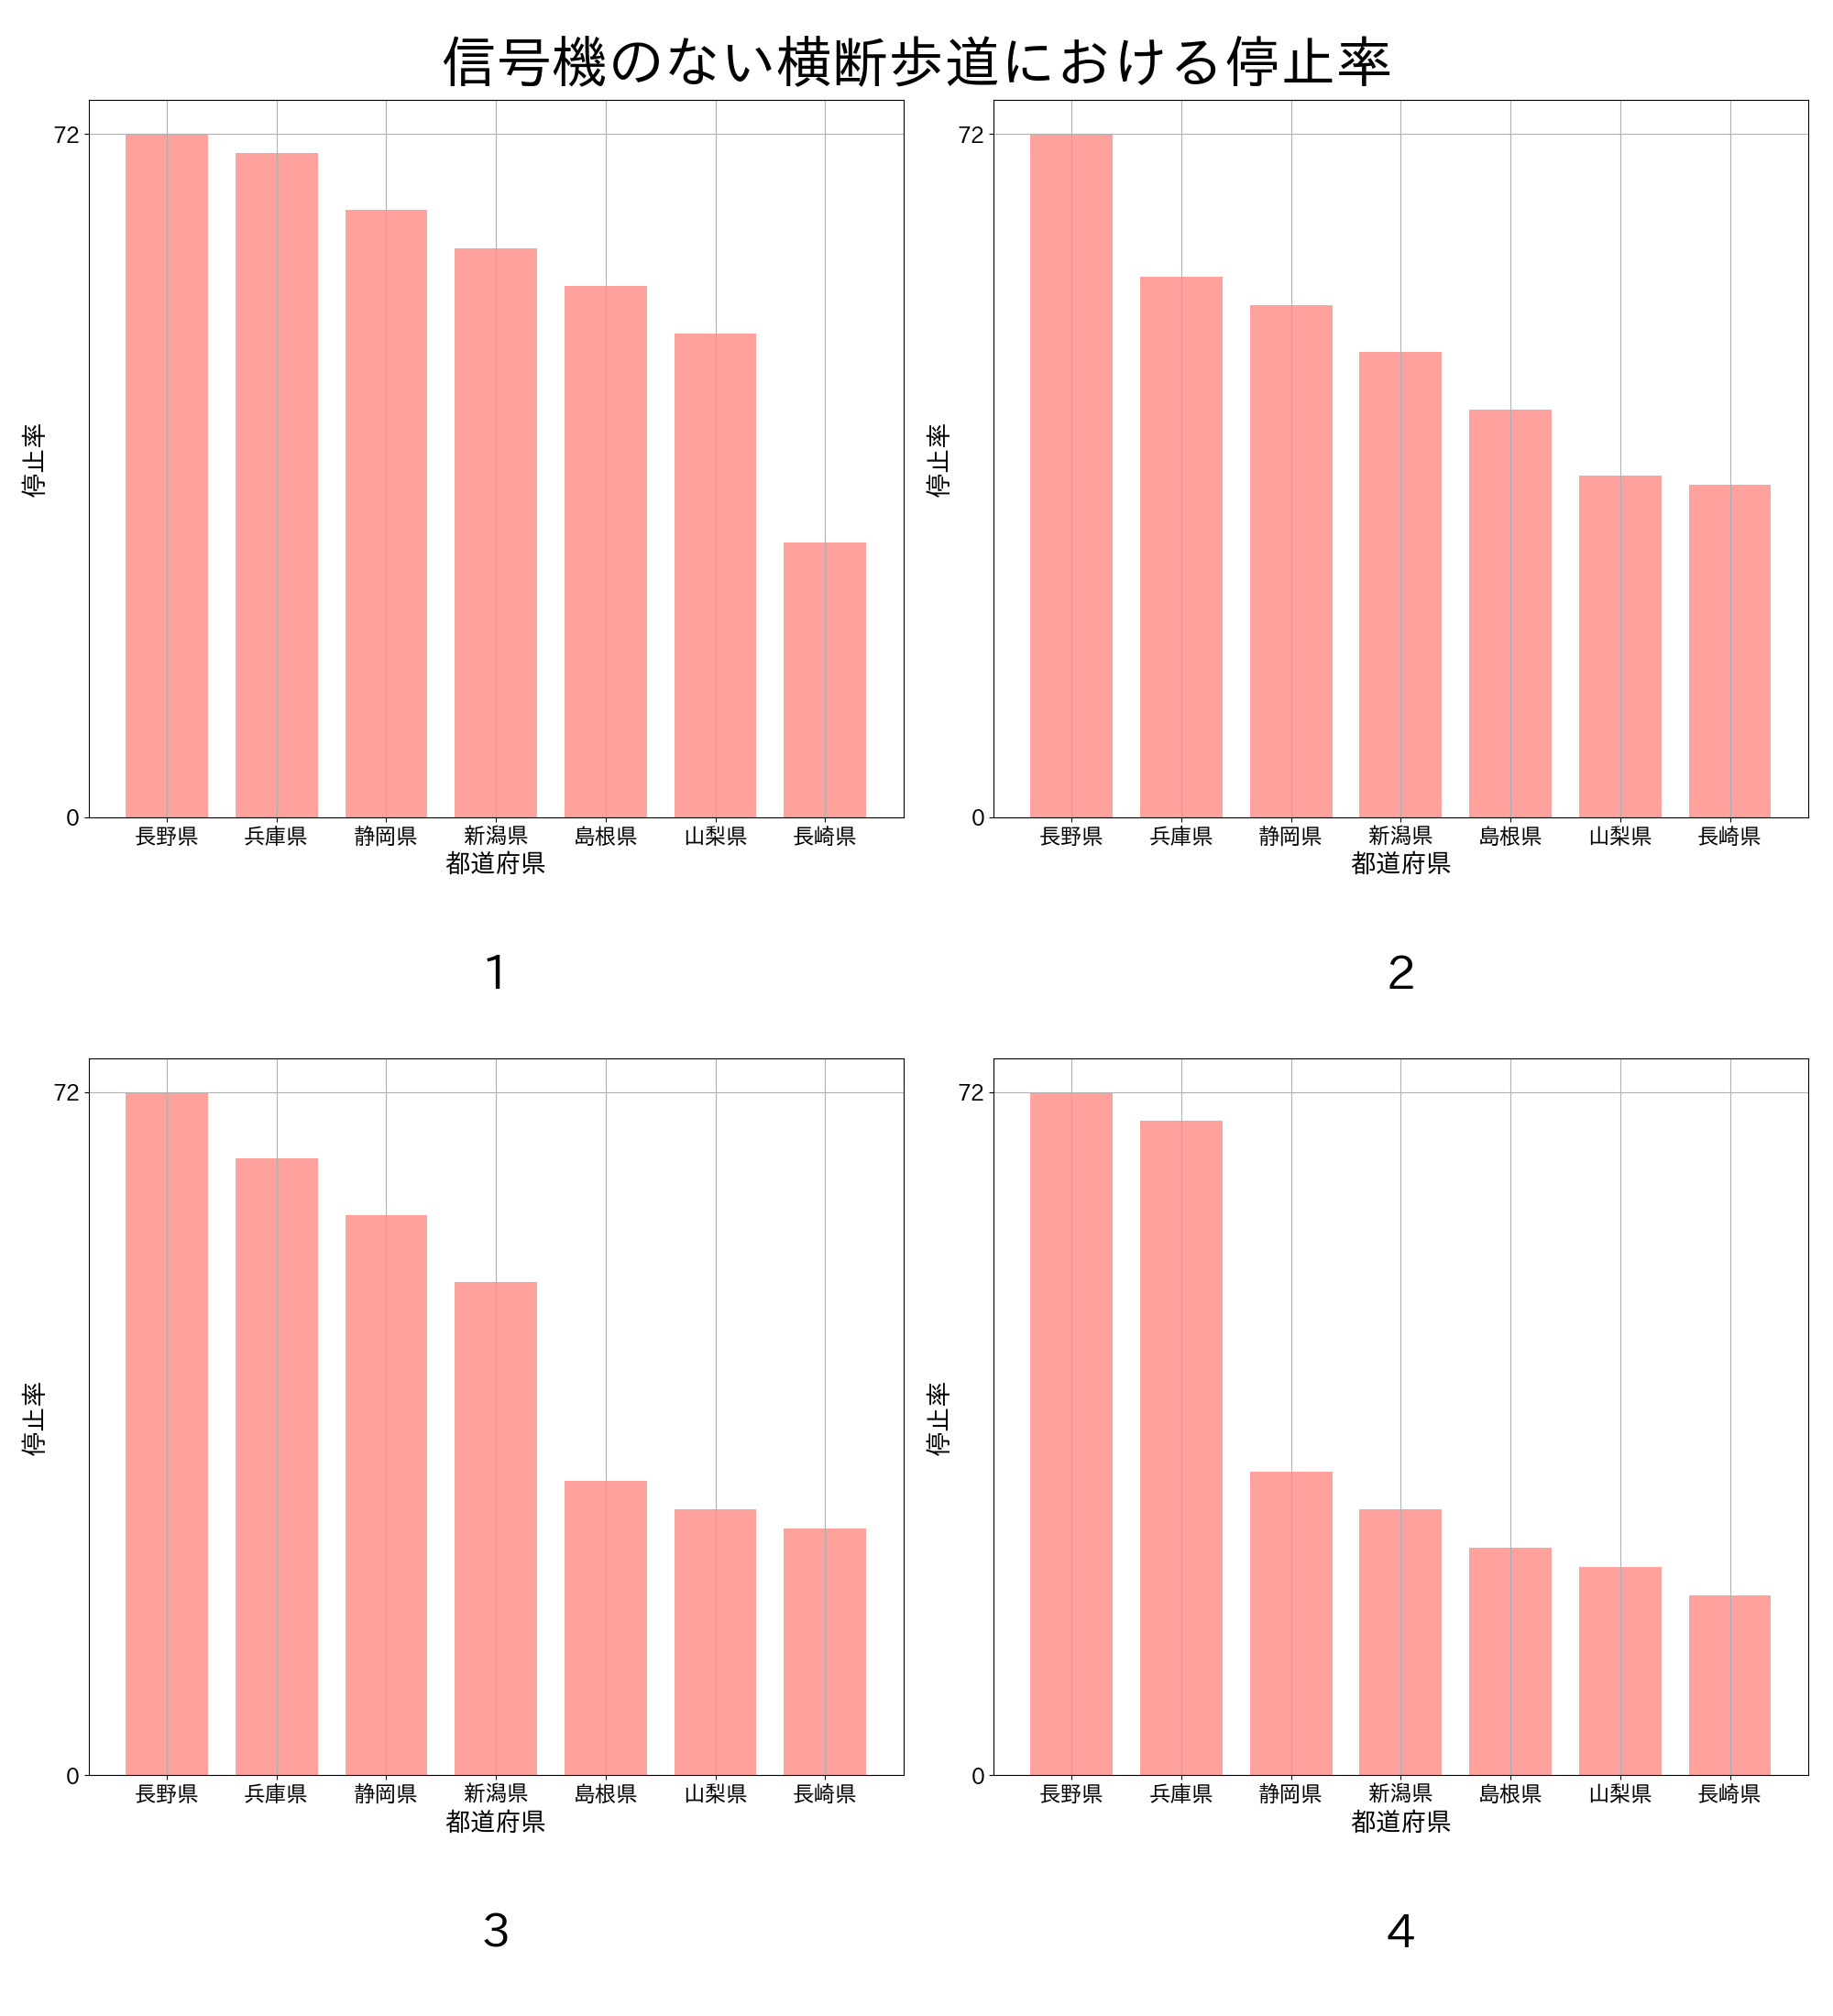 信号機のない横断歩道における停止率
72
停止率
0
長野県 兵庫県 静岡県 新潟県 島根県 山梨県 長崎県
都道府県
1
72
停止率
0
長野県 兵庫県 静岡県 新潟県 島根県 山梨県 長崎県
都道府県
2
72
停止率
0
長野県 兵庫県 静岡県 新潟県 島根県 山梨県 長崎県
都道府県
3
72
停止率
0
長野県 兵庫県 静岡県 新潟県 島根県 山梨県 長崎県
都道府県
4